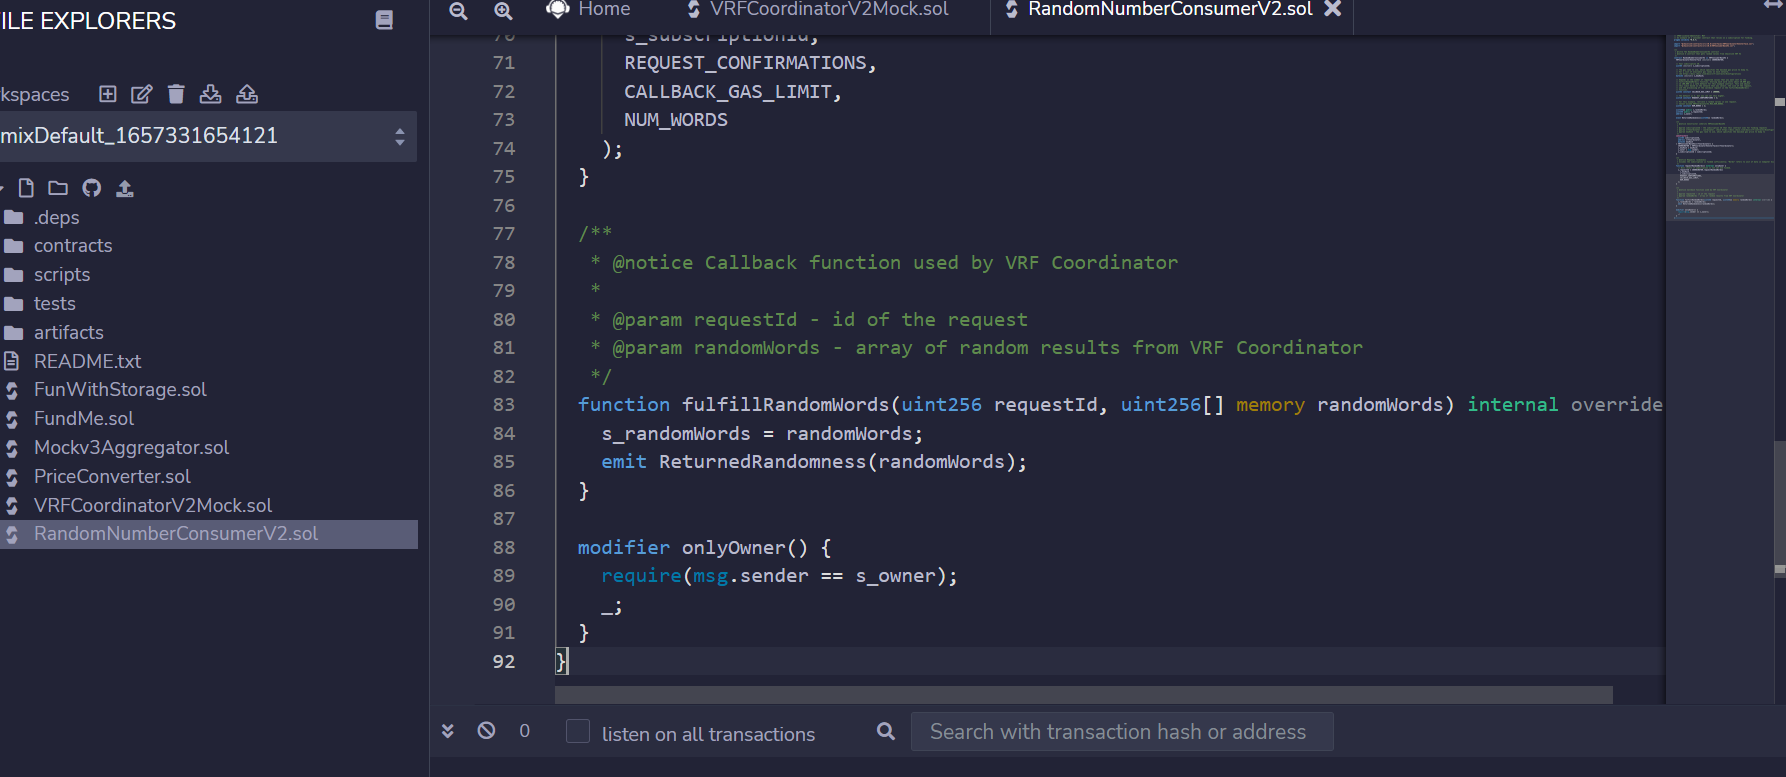 ILE EXPLORERS
kspaces
mixDefault_1657331654121
.deps
contracts
scripts
tests
artifacts
README.txt
FunWithStorage.sol
FundMe.sol
Mockv3Aggregator.sol
PriceConverter.sol
VRFCoordinatorV2Mock.sol
RandomNumberConsumerV2.sol
Home
VRFCoordinatorV2Mock.sol
RandomNumberConsumerV2.sol
70 s_subscriptionId,
71 REQUEST_CONFIRMATIONS,
72 CALLBACK_GAS_LIMIT,
73 NUM_WORDS
74 );
75 }
76
77 /**
78 * @notice Callback function used by VRF Coordinator
79 *
80 * @param requestId - id of the request
81 * @param randomWords - array of random results from VRF Coordinator
82 */
83 function fulfillRandomWords(uint256 requestId, uint256[] memory randomWords) internal override
84 s_randomWords = randomWords;
85 emit ReturnedRandomness(randomWords);
86 }
87
88 modifier onlyOwner() {
89 require(msg.sender == s_owner);
90 _;
91 }
92 }
0 listen on all transactions Search with transaction hash or address